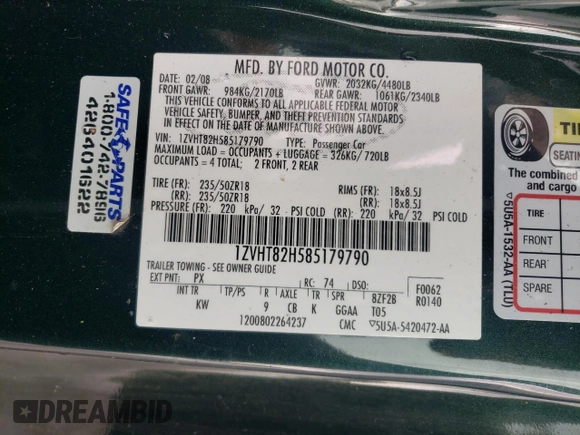 MFD. BY FORD MOTOR CO.
DATE: 02/08 GVWR: 2032KG/4480LB
FRONT GAWR: 984KG/2170LB REAR GAWR: 1061KG/2340LB
THIS VEHICLE CONFORMS TO ALL APPLICABLE FEDERAL MOTOR
VEHICLE SAFETY, BUMPER, AND THEFT PREVENTION STANDARDS
IN EFFECT ON THE DATE OF MANUFACTURE SHOWN ABOVE.
VIN: 1ZVHT82H585179790 TYPE: Passenger Car
MAXIMUM LOAD = OCCUPANTS + LUGGAGE = 326KG/720LB
OCCUPANTS = 4 TOTAL; 2 FRONT, 2 REAR
TIRE (FR): 235/50ZR18 RIMS (FR): 18x8.5J
(RR): 235/50ZR18 (RR): 18x8.5J
PRESSURE (FR): 220 kPa/ 32 PSI COLD (RR): 220 kPa/ 32 PSI COLD
1ZVHT82H585179790
TRAILER TOWING - SEE OWNER GUIDE
EXT PNT: PX RC: 74 DSO: F0062
INT TR TP/PS R AXLE TR SPR 8ZF2B R0140
KW 9 CB K GGAA T05
1200802264237 CMC ▽5U5A-5420472-AA
SAFE PARTS
1-800-742-7896
42B4016222
TI
SEATING
The combined
and cargo
TIRE
FRONT
REAR
SPARE
▽5U5A-1532-AA (TLU)
DREAMBID